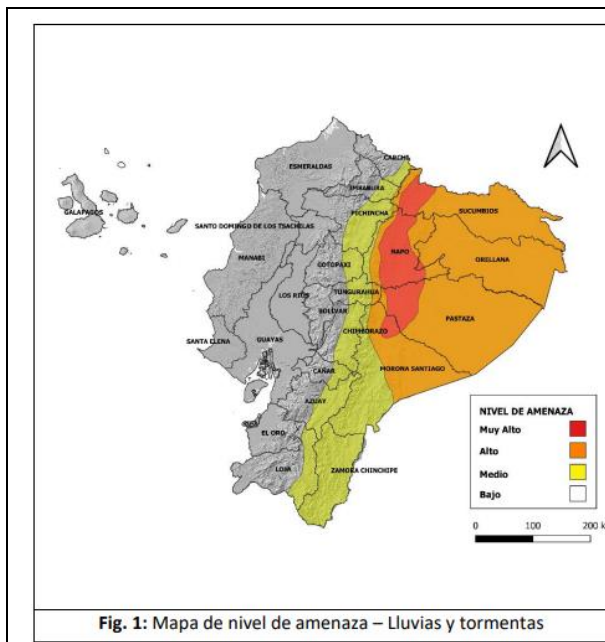 CARCHI
ESMERALDAS
IMBABURA
SUCUMBIOS
GALAPAGOS
PICHINCHA
SANTO DOMINGO DE LOS TSACHILAS
NAPO
ORELLANA
MANABI
COTOPAXI
LOS RIOS
TUNGURAHUA
BOLIVAR
PASTAZA
CHIMBORAZO
SANTA ELENA
GUAYAS
CAÑAR
MORONA SANTIAGO
AZUAY
EL ORO
LOJA
ZAMORA CHINCHIPE
NIVEL DE AMENAZA
Muy Alto
Alto
Medio
Bajo
0 100 200 k
Fig. 1: Mapa de nivel de amenaza – Lluvias y tormentas